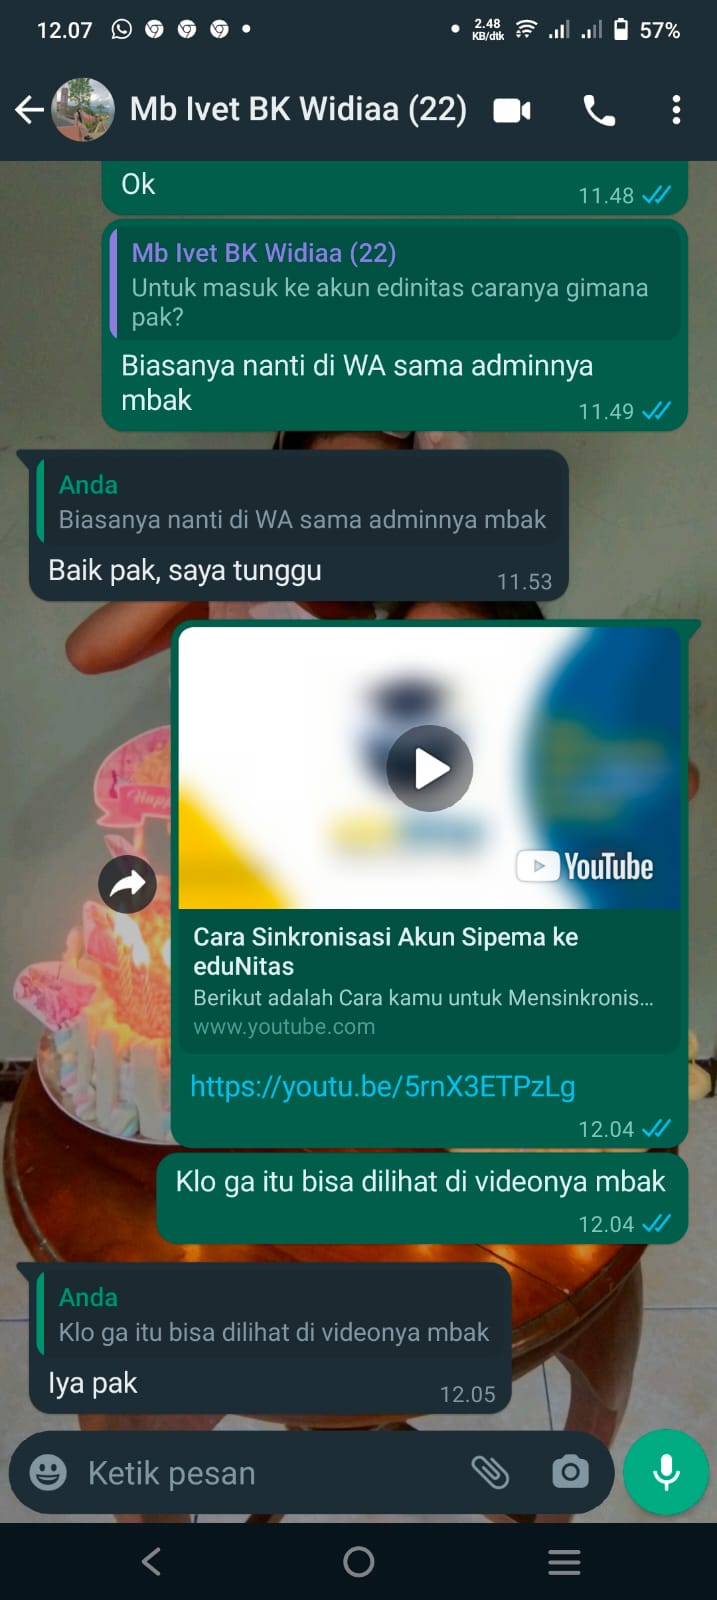 12.07
2.48
KB/dtk
57%
Mb Ivet BK Widiaa (22)
Ok
11.48
Mb Ivet BK Widiaa (22)
Untuk masuk ke akun edinitas caranya gimana
pak?
Biasanya nanti di WA sama adminnya
mbak
11.49
Anda
Biasanya nanti di WA sama adminnya mbak
Baik pak, saya tunggu
11.53
YouTube
Cara Sinkronisasi Akun Sipema ke
eduNitas
Berikut adalah Cara kamu untuk Mensinkronis...
www.youtube.com
https://youtu.be/5rnX3ETPzLg
12.04
Klo ga itu bisa dilihat di videonya mbak
12.04
Anda
Klo ga itu bisa dilihat di videonya mbak
Iya pak
12.05
Ketik pesan